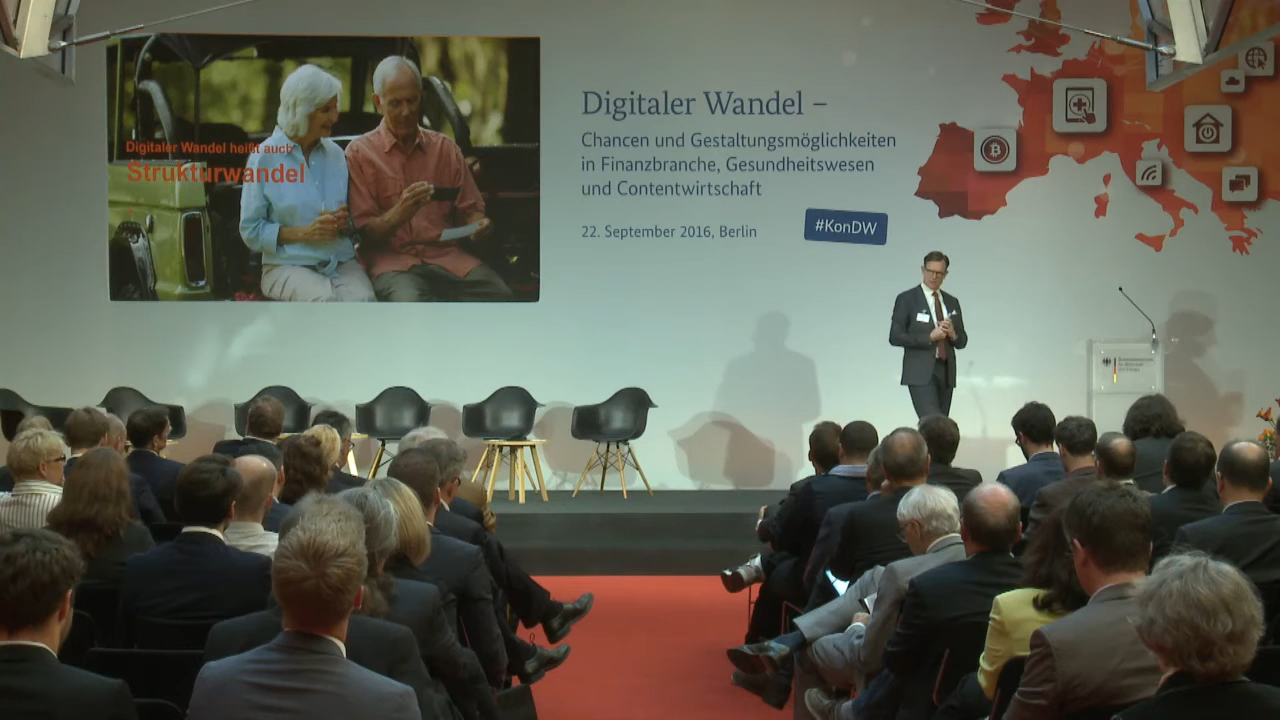 Digitaler Wandel heißt auch
Strukturwandel
Digitaler Wandel –
Chancen und Gestaltungsmöglichkeiten
in Finanzbranche, Gesundheitswesen
und Contentwirtschaft
22. September 2016, Berlin
#KonDW